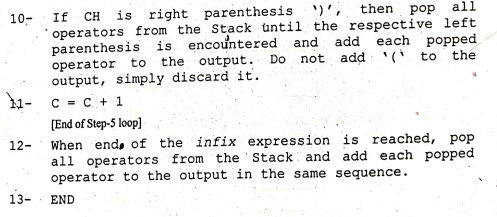 10- If CH is right parenthesis ')', then pop all
operators from the Stack until the respective left
parenthesis is encountered and add each popped
operator to the output. Do not add '(' to the
output, simply discard it.
11- C = C + 1
[End of Step-5 loop]
12- When end of the infix expression is reached, pop
all operators from the Stack and add each popped
operator to the output in the same sequence.
13- END